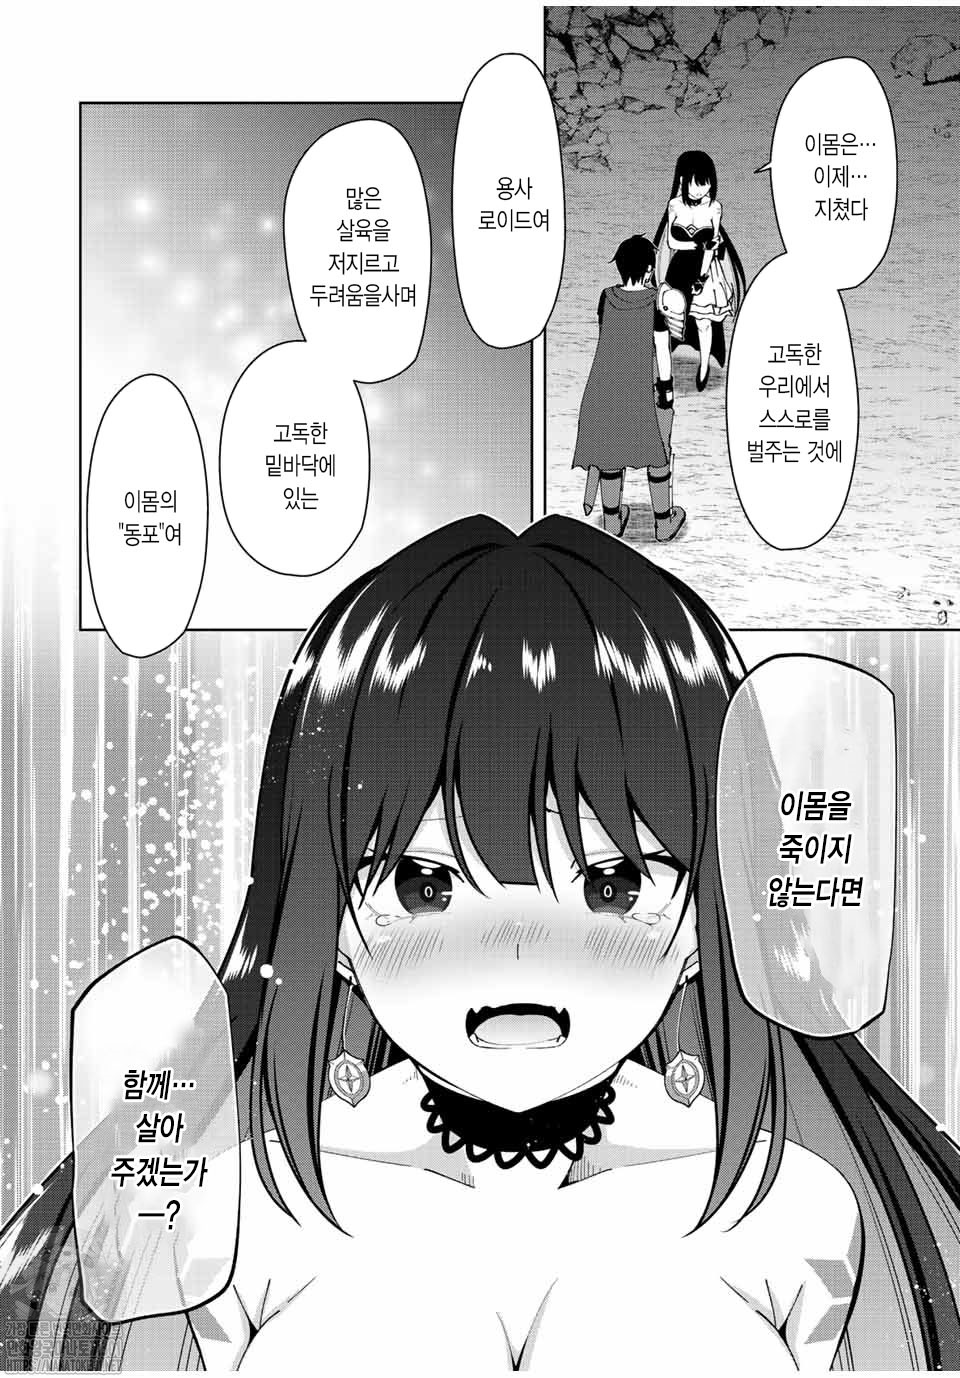 이몸은…
이제…
지쳤다
고독한
우리에서
스스로를
벌주는 것에
용사
로이드여
많은
살육을
저지르고
두려움을사며
고독한
밑바닥에
있는
이몸의
"동포"여
이몸을
죽이지
않는다면
함께…
살아
주겠는가
―?